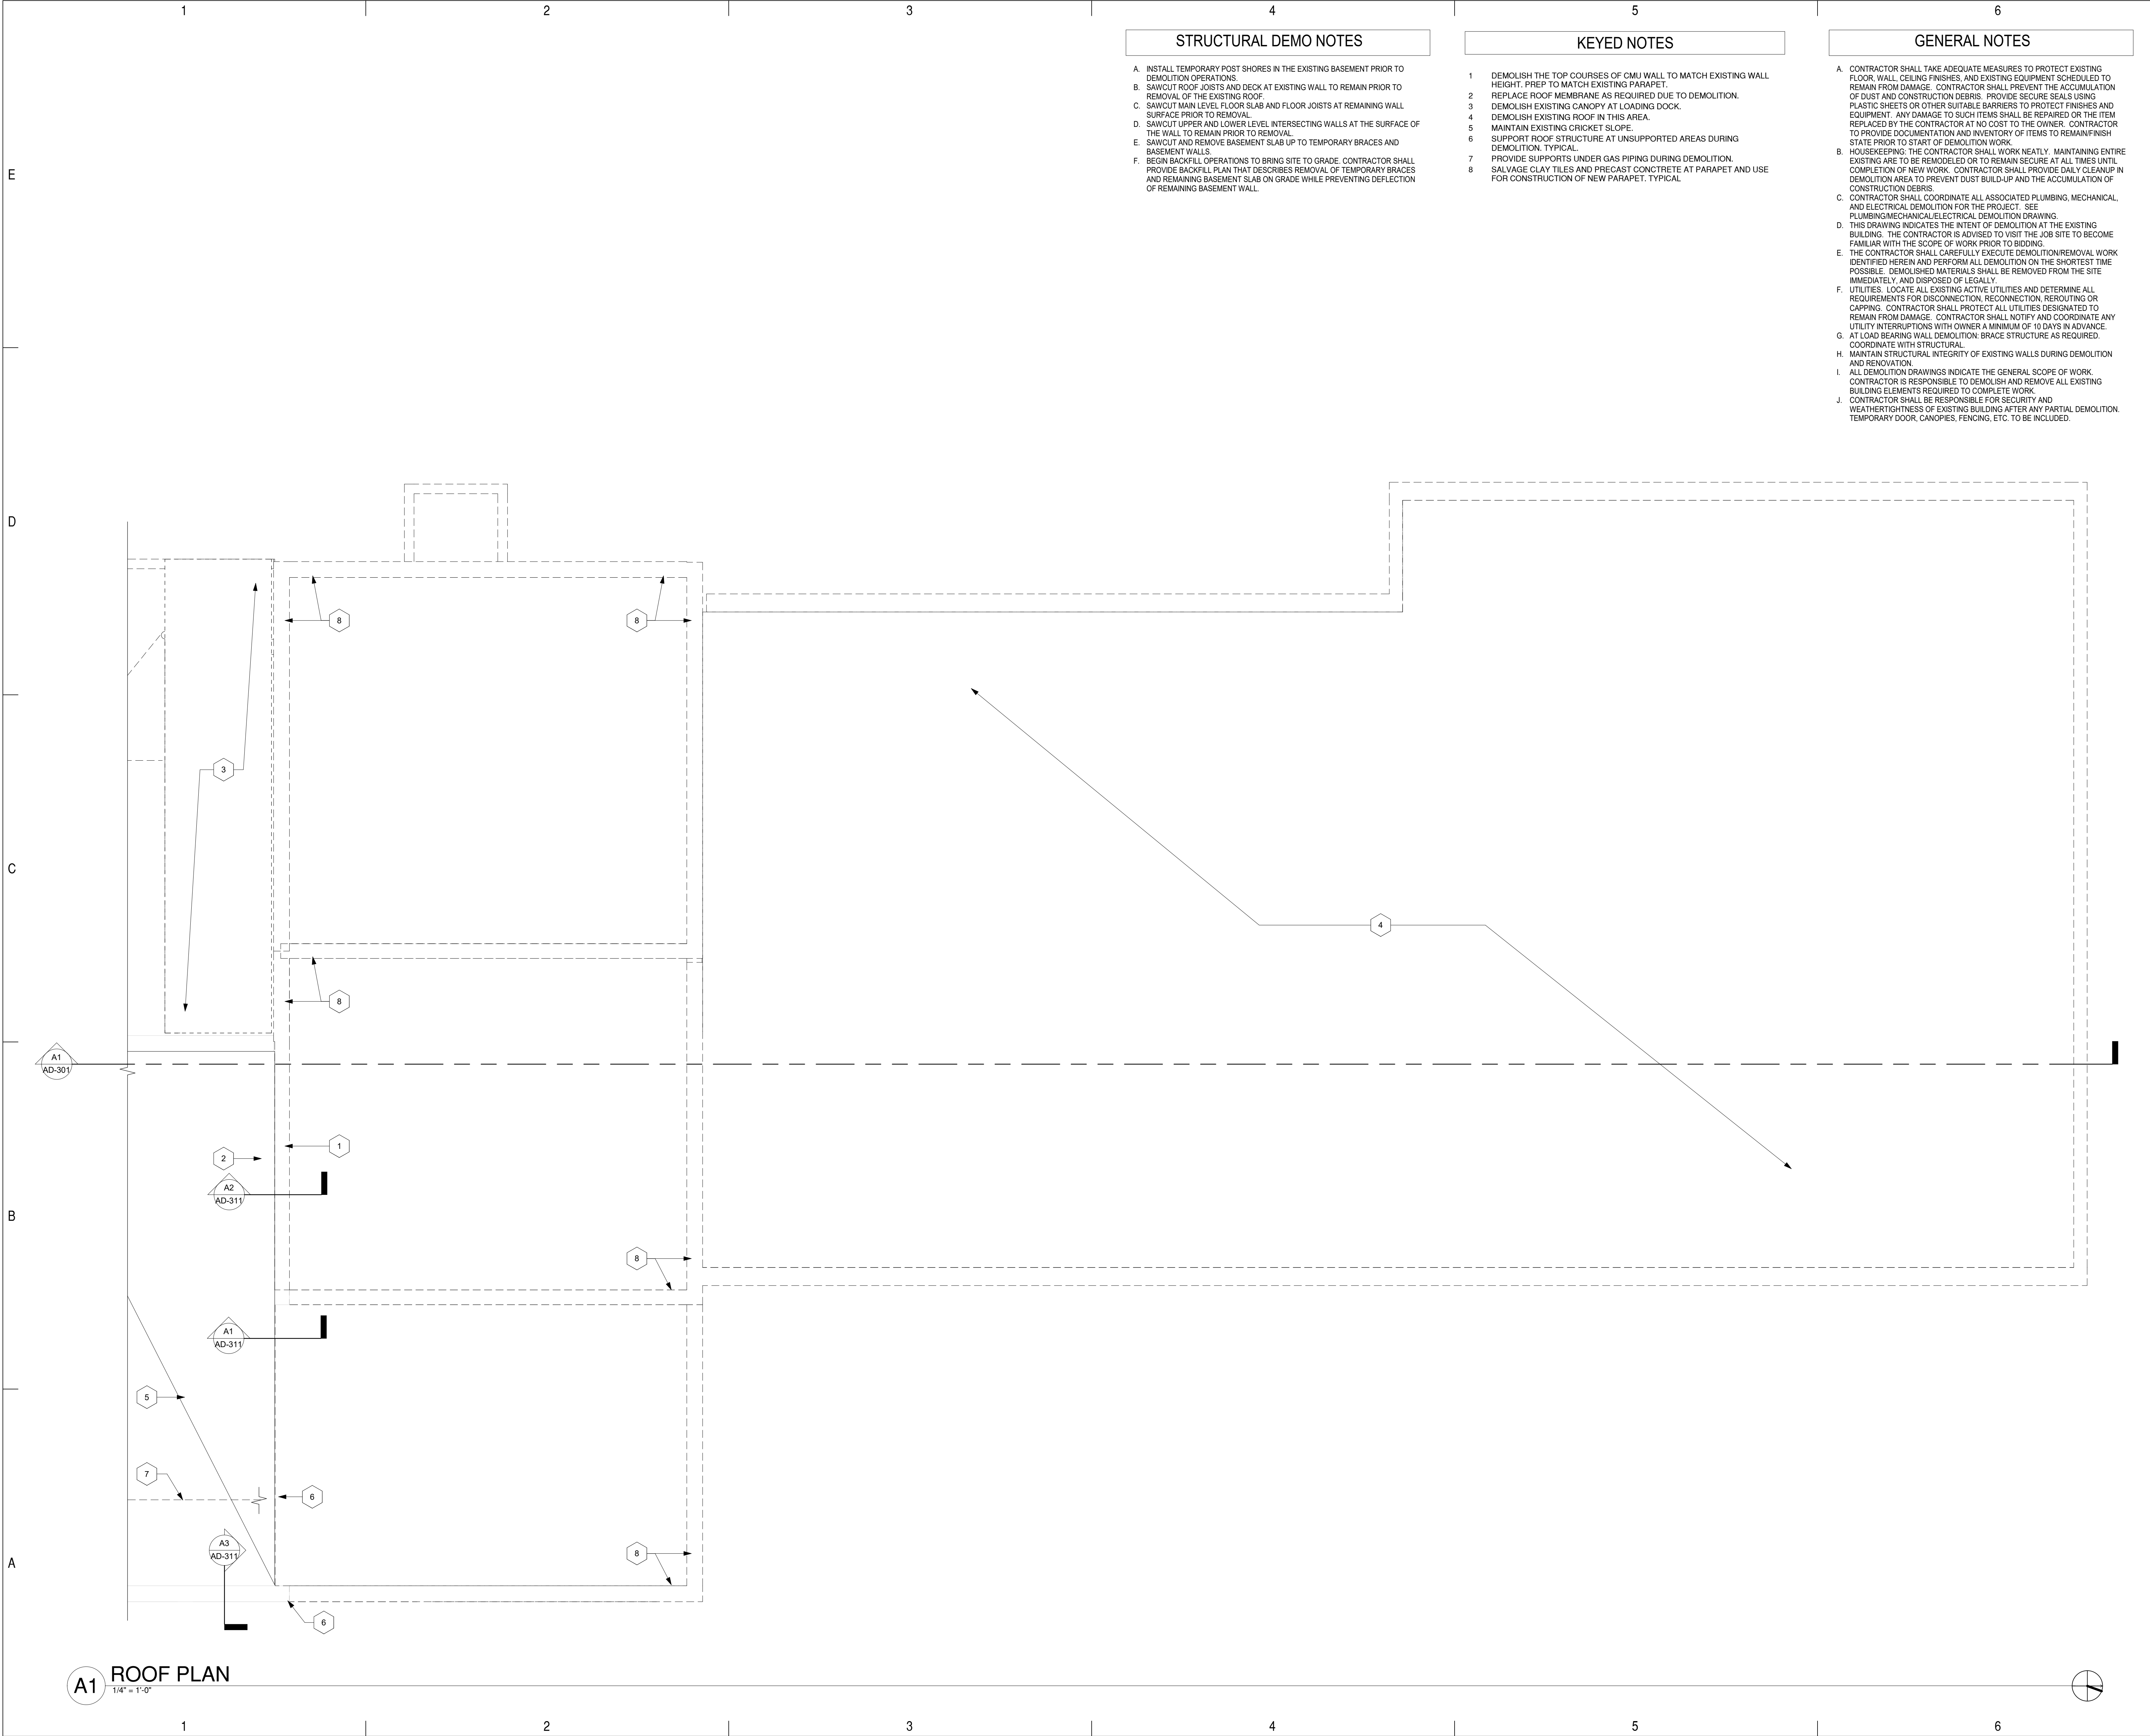 1 2 3 4 5 6
STRUCTURAL DEMO NOTES
A. INSTALL TEMPORARY POST SHORES IN THE EXISTING BASEMENT PRIOR TO
DEMOLITION OPERATIONS.
B. SAWCUT ROOF JOISTS AND DECK AT EXISTING WALL TO REMAIN PRIOR TO
REMOVAL OF THE EXISTING ROOF.
C. SAWCUT MAIN LEVEL FLOOR SLAB AND FLOOR JOISTS AT REMAINING WALL
SURFACE PRIOR TO REMOVAL.
D. SAWCUT UPPER AND LOWER LEVEL INTERSECTING WALLS AT THE SURFACE OF
THE WALL TO REMAIN PRIOR TO REMOVAL.
E. SAWCUT AND REMOVE BASEMENT SLAB UP TO TEMPORARY BRACES AND
BASEMENT WALLS.
F. BEGIN BACKFILL OPERATIONS TO BRING SITE TO GRADE. CONTRACTOR SHALL
PROVIDE BACKFILL PLAN THAT DESCRIBES REMOVAL OF TEMPORARY BRACES
AND REMAINING BASEMENT SLAB ON GRADE WHILE PREVENTING DEFLECTION
OF REMAINING BASEMENT WALL.
KEYED NOTES
1 DEMOLISH THE TOP COURSES OF CMU WALL TO MATCH EXISTING WALL
HEIGHT. PREP TO MATCH EXISTING PARAPET.
2 REPLACE ROOF MEMBRANE AS REQUIRED DUE TO DEMOLITION.
3 DEMOLISH EXISTING CANOPY AT LOADING DOCK.
4 DEMOLISH EXISTING ROOF IN THIS AREA.
5 MAINTAIN EXISTING CRICKET SLOPE.
6 SUPPORT ROOF STRUCTURE AT UNSUPPORTED AREAS DURING
DEMOLITION. TYPICAL.
7 PROVIDE SUPPORTS UNDER GAS PIPING DURING DEMOLITION.
8 SALVAGE CLAY TILES AND PRECAST CONCTRETE AT PARAPET AND USE
FOR CONSTRUCTION OF NEW PARAPET. TYPICAL
GENERAL NOTES
A. CONTRACTOR SHALL TAKE ADEQUATE MEASURES TO PROTECT EXISTING
FLOOR, WALL, CEILING FINISHES, AND EXISTING EQUIPMENT SCHEDULED TO
REMAIN FROM DAMAGE. CONTRACTOR SHALL PREVENT THE ACCUMULATION
OF DUST AND CONSTRUCTION DEBRIS. PROVIDE SECURE SEALS USING
PLASTIC SHEETS OR OTHER SUITABLE BARRIERS TO PROTECT FINISHES AND
EQUIPMENT. ANY DAMAGE TO SUCH ITEMS SHALL BE REPAIRED OR THE ITEM
REPLACED BY THE CONTRACTOR AT NO COST TO THE OWNER. CONTRACTOR
TO PROVIDE DOCUMENTATION AND INVENTORY OF ITEMS TO REMAIN/FINISH
STATE PRIOR TO START OF DEMOLITION WORK.
B. HOUSEKEEPING: THE CONTRACTOR SHALL WORK NEATLY. MAINTAINING ENTIRE
EXISTING ARE TO BE REMODELED OR TO REMAIN SECURE AT ALL TIMES UNTIL
COMPLETION OF NEW WORK. CONTRACTOR SHALL PROVIDE DAILY CLEANUP IN
DEMOLITION AREA TO PREVENT DUST BUILD-UP AND THE ACCUMULATION OF
CONSTRUCTION DEBRIS.
C. CONTRACTOR SHALL COORDINATE ALL ASSOCIATED PLUMBING, MECHANICAL,
AND ELECTRICAL DEMOLITION FOR THE PROJECT. SEE
PLUMBING/MECHANICAL/ELECTRICAL DEMOLITION DRAWING.
D. THIS DRAWING INDICATES THE INTENT OF DEMOLITION AT THE EXISTING
BUILDING. THE CONTRACTOR IS ADVISED TO VISIT THE JOB SITE TO BECOME
FAMILIAR WITH THE SCOPE OF WORK PRIOR TO BIDDING.
E. THE CONTRACTOR SHALL CAREFULLY EXECUTE DEMOLITION/REMOVAL WORK
IDENTIFIED HEREIN AND PERFORM ALL DEMOLITION ON THE SHORTEST TIME
POSSIBLE. DEMOLISHED MATERIALS SHALL BE REMOVED FROM THE SITE
IMMEDIATELY, AND DISPOSED OF LEGALLY.
F. UTILITIES. LOCATE ALL EXISTING ACTIVE UTILITIES AND DETERMINE ALL
REQUIREMENTS FOR DISCONNECTION, RECONNECTION, REROUTING OR
CAPPING. CONTRACTOR SHALL PROTECT ALL UTILITIES DESIGNATED TO
REMAIN FROM DAMAGE. CONTRACTOR SHALL NOTIFY AND COORDINATE ANY
UTILITY INTERRUPTIONS WITH OWNER A MINIMUM OF 10 DAYS IN ADVANCE.
G. AT LOAD BEARING WALL DEMOLITION: BRACE STRUCTURE AS REQUIRED.
COORDINATE WITH STRUCTURAL.
H. MAINTAIN STRUCTURAL INTEGRITY OF EXISTING WALLS DURING DEMOLITION
AND RENOVATION.
I. ALL DEMOLITION DRAWINGS INDICATE THE GENERAL SCOPE OF WORK.
CONTRACTOR IS RESPONSIBLE TO DEMOLISH AND REMOVE ALL EXISTING
BUILDING ELEMENTS REQUIRED TO COMPLETE WORK.
J. CONTRACTOR SHALL BE RESPONSIBLE FOR SECURITY AND
WEATHERTIGHTNESS OF EXISTING BUILDING AFTER ANY PARTIAL DEMOLITION.
TEMPORARY DOOR, CANOPIES, FENCING, ETC. TO BE INCLUDED.
E
D
8 8
3
C
4
8
A1
AD-301
1
2
A2
AD-311
B
8
A1
AD-311
5
7
6
A3
AD-311
8
A
6
A1 ROOF PLAN
1/4" = 1'-0"
1 2 3 4 5 6